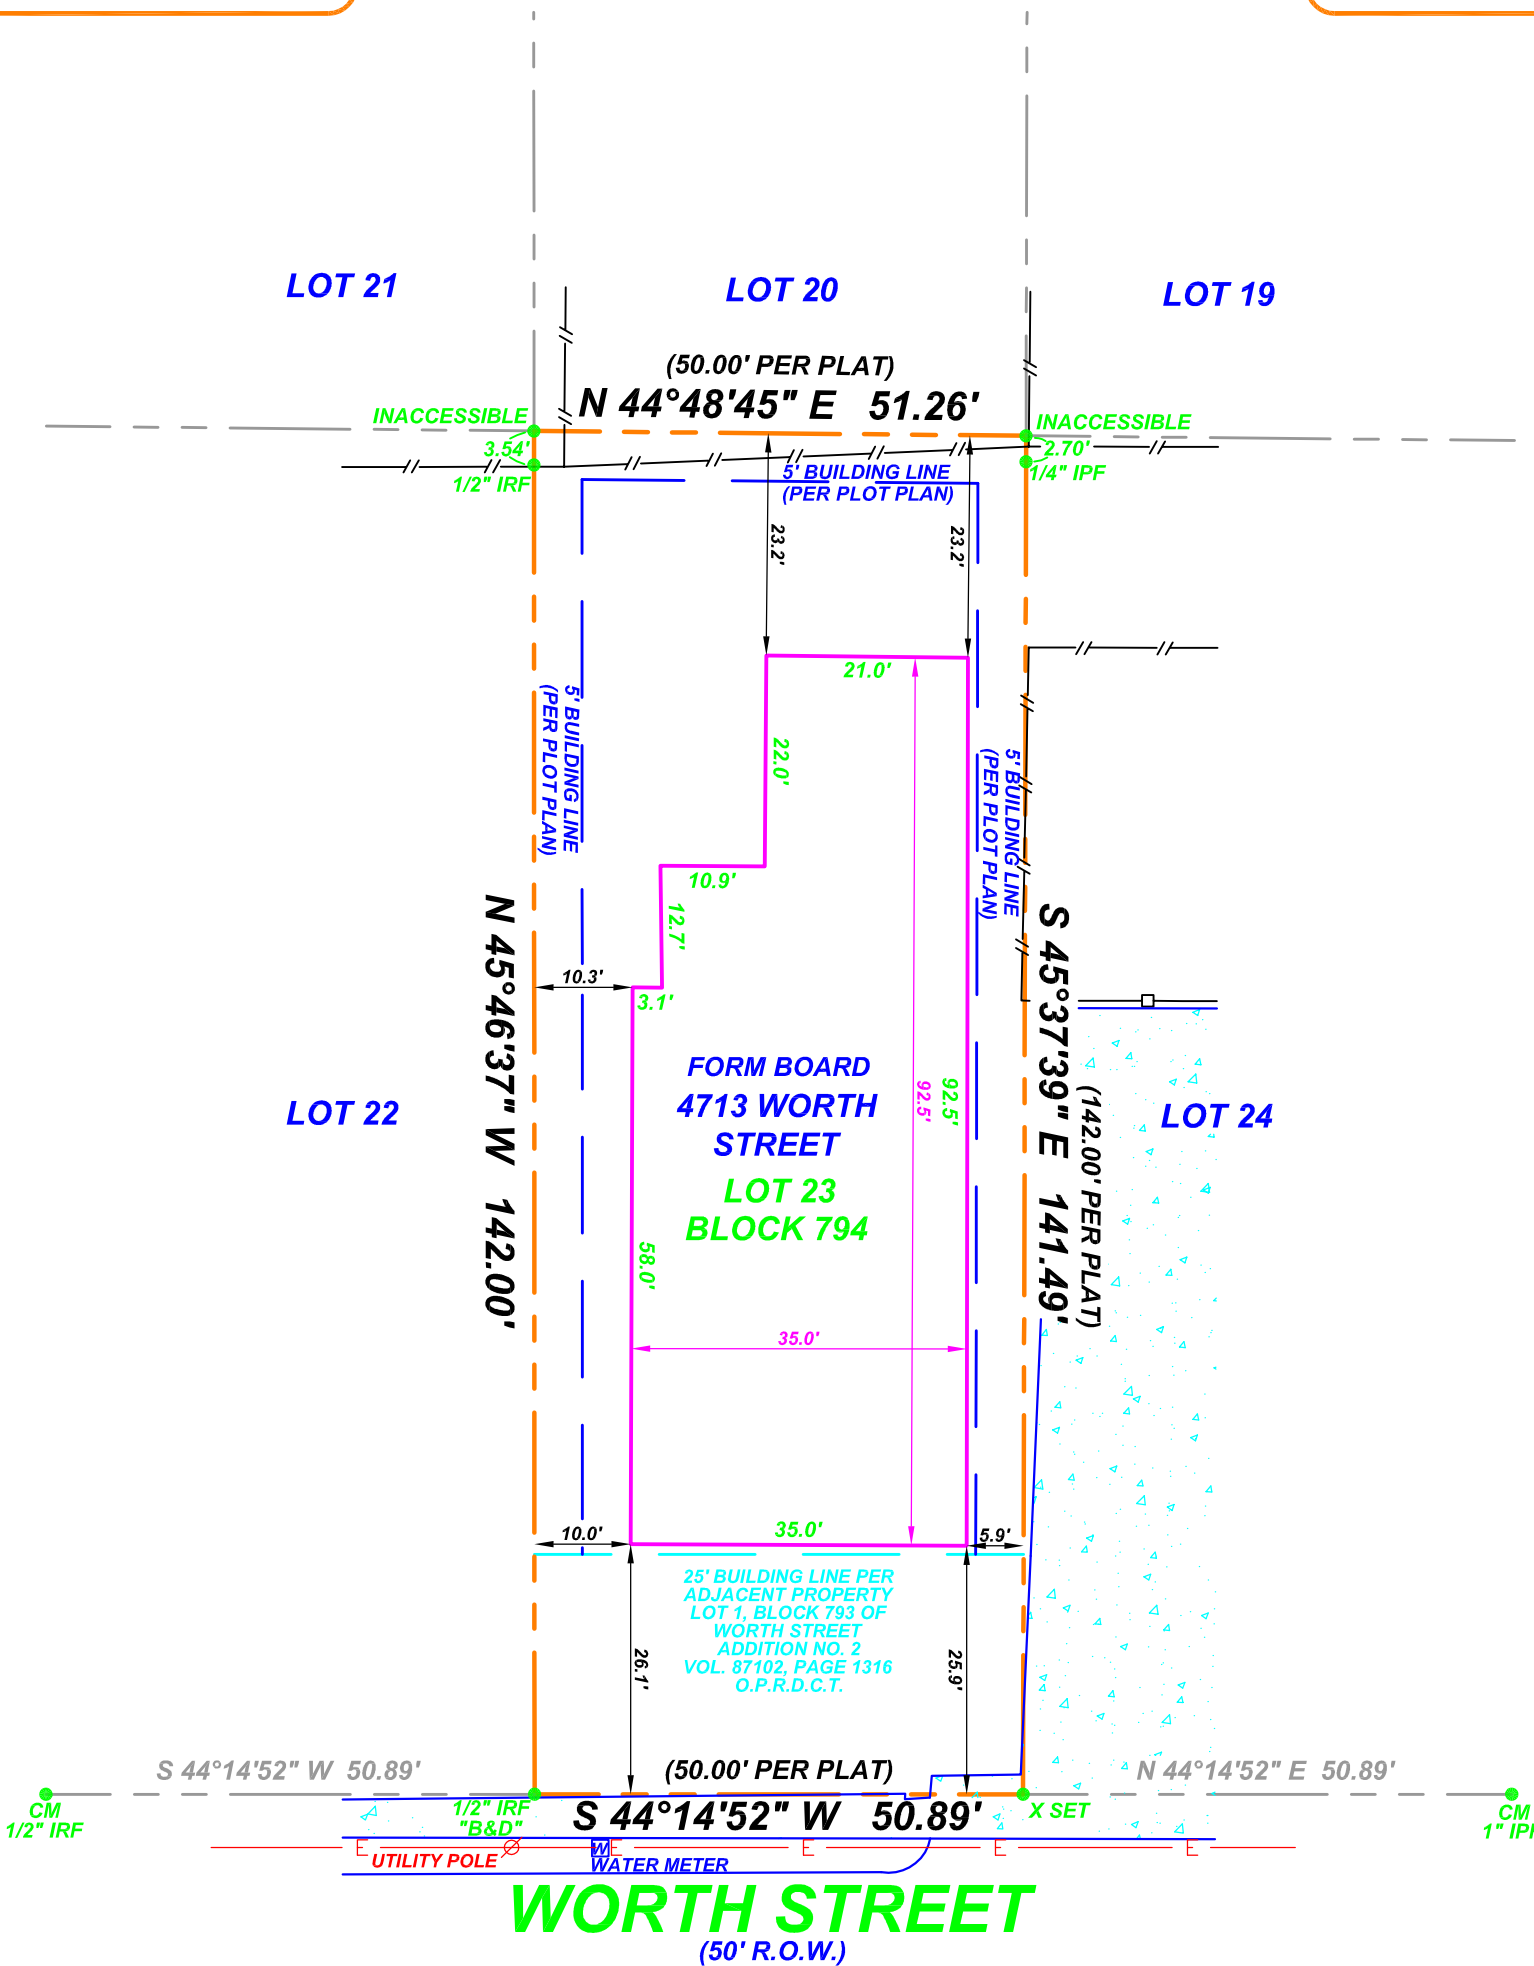 LOT 21
LOT 20
LOT 19
(50.00' PER PLAT)
N 44°48'45" E 51.26'
INACCESSIBLE
3.54'
1/2" IRF
INACCESSIBLE
2.70'
1/4" IPF
5' BUILDING LINE
(PER PLOT PLAN)
23.2'
23.2'
21.0'
22.0'
5' BUILDING LINE
(PER PLOT PLAN)
5' BUILDING LINE
(PER PLOT PLAN)
10.9'
12.7'
10.3'
3.1'
N 45°46'37" W 142.00'
S 45°37'39" E 141.49'
(142.00' PER PLAT)
FORM BOARD
4713 WORTH
STREET
LOT 23
BLOCK 794
92.5'
92.5'
LOT 22
LOT 24
58.0'
35.0'
10.0'
35.0'
5.9'
25' BUILDING LINE PER
ADJACENT PROPERTY
LOT 1, BLOCK 793 OF
WORTH STREET
ADDITION NO. 2
VOL. 87102, PAGE 1316
O.P.R.D.C.T.
26.1'
25.9'
S 44°14'52" W 50.89'
(50.00' PER PLAT)
N 44°14'52" E 50.89'
CM
1/2" IRF
1/2" IRF
"B&D"
S 44°14'52" W 50.89'
X SET
CM
1" IPF
E
E
E
E
E
UTILITY POLE
W
WATER METER
WORTH STREET
(50' R.O.W.)